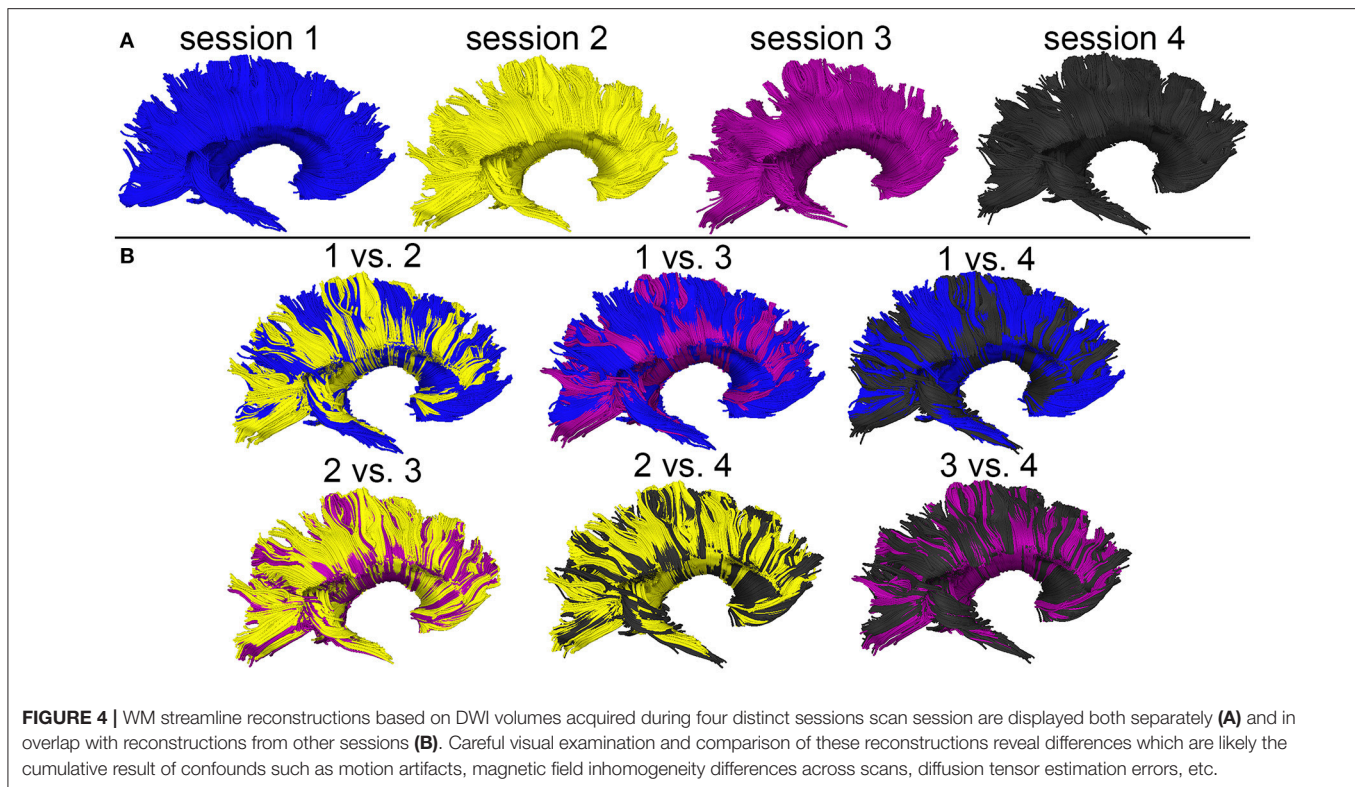 A
session 1 session 2 session 3 session 4
B
1 vs. 2 1 vs. 3 1 vs. 4
2 vs. 3 2 vs. 4 3 vs. 4
FIGURE 4 | WM streamline reconstructions based on DWI volumes acquired during four distinct sessions scan session are displayed both separately (A) and in
overlap with reconstructions from other sessions (B). Careful visual examination and comparison of these reconstructions reveal differences which are likely the
cumulative result of confounds such as motion artifacts, magnetic field inhomogeneity differences across scans, diffusion tensor estimation errors, etc.